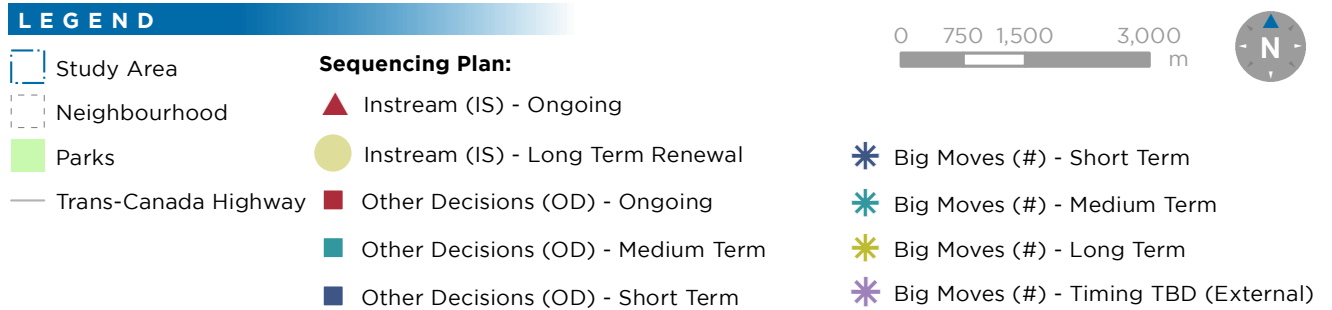 LEGEND
Study Area
Neighbourhood
Parks
Trans-Canada Highway
Sequencing Plan:
Instream (IS) - Ongoing
Instream (IS) - Long Term Renewal
Other Decisions (OD) - Ongoing
Other Decisions (OD) - Medium Term
Other Decisions (OD) - Short Term
0 750 1,500 3,000
m
N
Big Moves (#) - Short Term
Big Moves (#) - Medium Term
Big Moves (#) - Long Term
Big Moves (#) - Timing TBD (External)